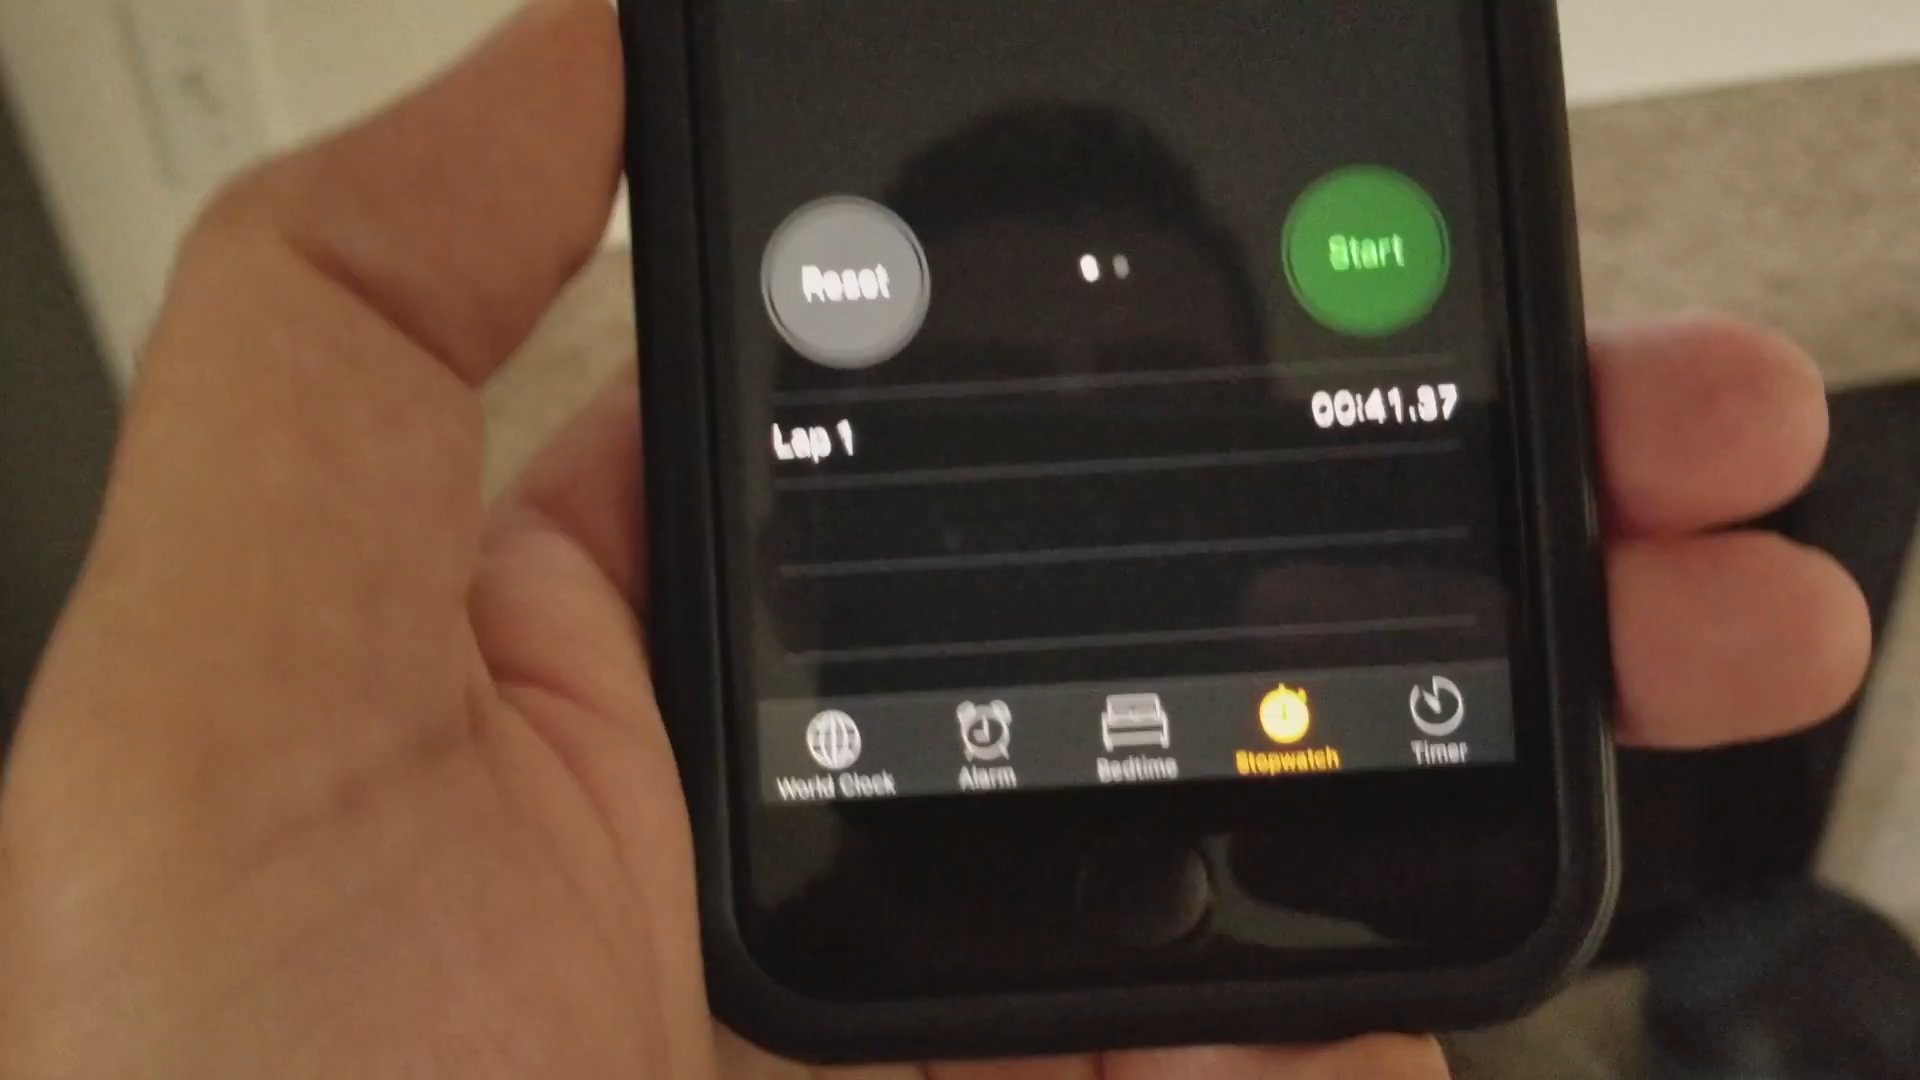 Reset
Start
Lap 1
00:41.37
World Clock
Alarm
Bedtime
Stopwatch
Timer